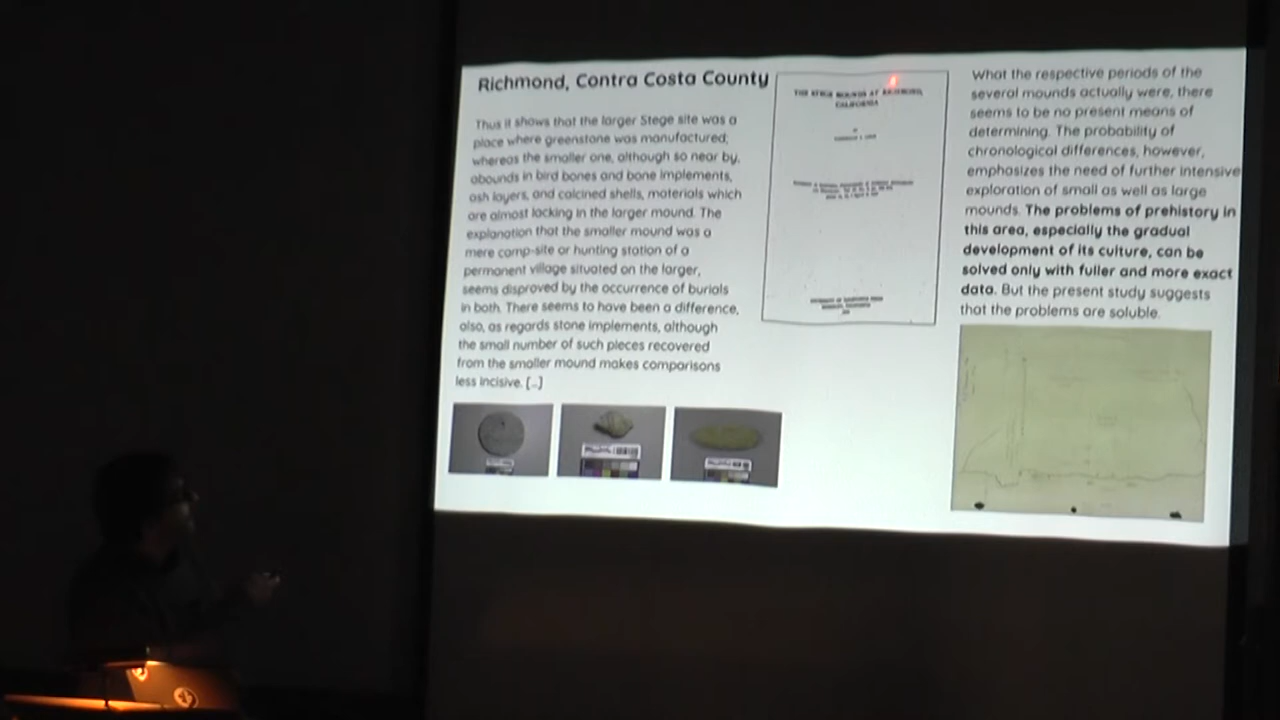 Richmond, Contra Costa County
Thus it shows that the larger Stege site was a
place where greenstone was manufactured;
whereas the smaller one, although so near by,
abounds in bird bones and bone implements,
ash layers, and calcined shells, materials which
are almost lacking in the larger mound. The
explanation that the smaller mound was a
mere camp-site or hunting station of a
permanent village situated on the larger,
seems disproved by the occurrence of burials
in both. There seems to have been a difference,
also, as regards stone implements, although
the small number of such pieces recovered
from the smaller mound makes comparisons
less incisive. [...]
THE STEGE MOUNDS AT RICHMOND,
CALIFORNIA
What the respective periods of the
several mounds actually were, there
seems to be no present means of
determining. The probability of
chronological differences, however,
emphasizes the need of further intensive
exploration of small as well as large
mounds. The problems of prehistory in
this area, especially the gradual
development of its culture, can be
solved only with fuller and more exact
data. But the present study suggests
that the problems are soluble.